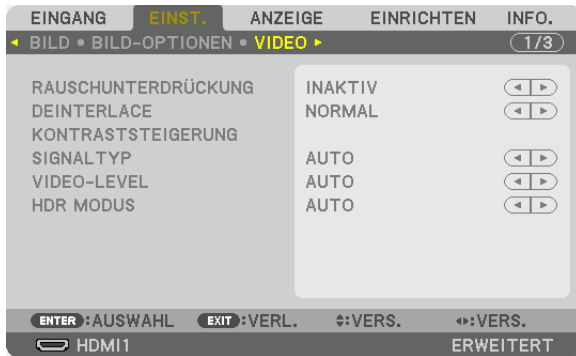 EINGANG EINST. ANZEIGE EINRICHTEN INFO.
◂ BILD • BILD-OPTIONEN • VIDEO ▸ 1/3
RAUSCHUNTERDRÜCKUNG INAKTIV
DEINTERLACE NORMAL
KONTRASTSTEIGERUNG
SIGNALTYP AUTO
VIDEO-LEVEL AUTO
HDR MODUS AUTO
ENTER :AUSWAHL EXIT :VERL. :VERS. :VERS.
HDMI1 ERWEITERT